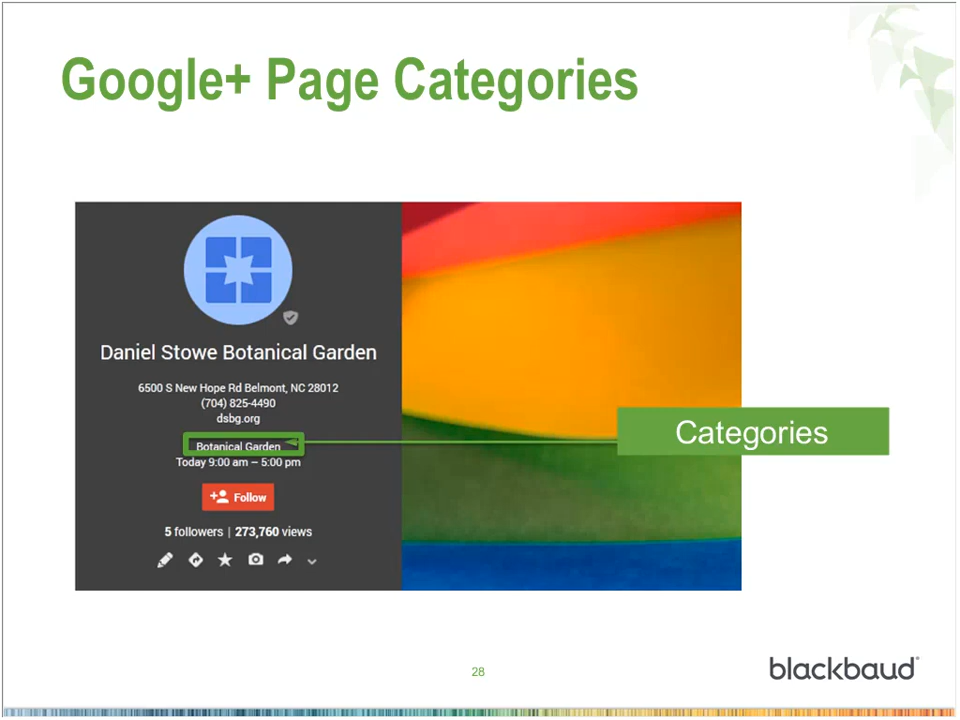 Google+ Page Categories
Daniel Stowe Botanical Garden
6500 S New Hope Rd Belmont, NC 28012
(704) 825-4490
dsbg.org
Botanical Garden
Categories
Today 9:00 am – 5:00 pm
Follow
5 followers | 273,760 views
28
blackbaud®